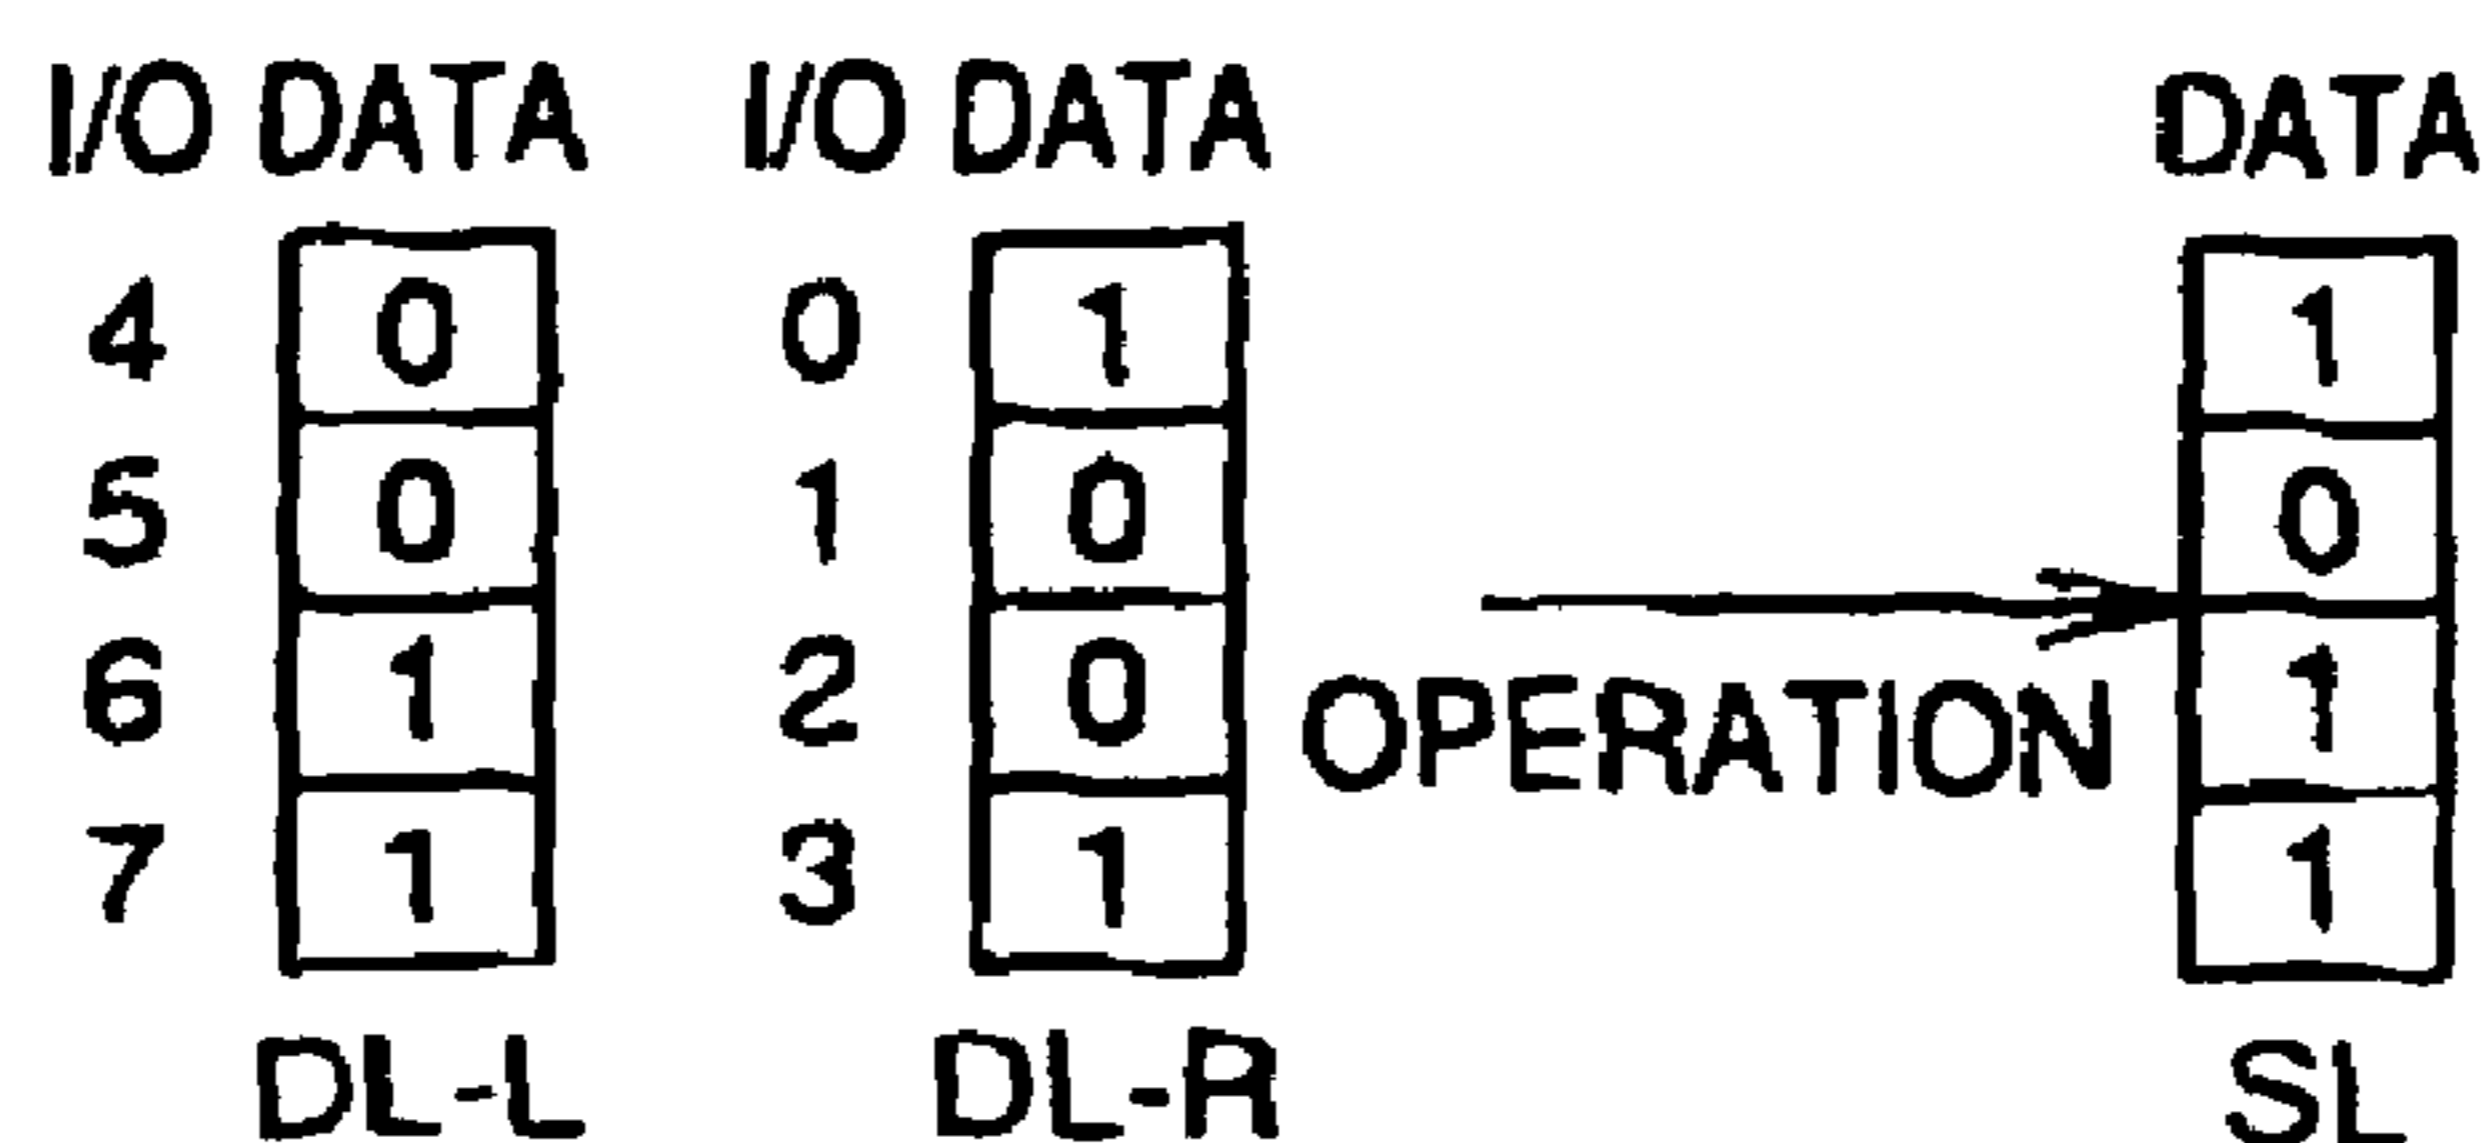 I/O DATA I/O DATA DATA
4 0 0 1 1
5 0 1 0 0
6 1 2 0 1
OPERATION
7 1 3 1 1
DL-L DL-R SL